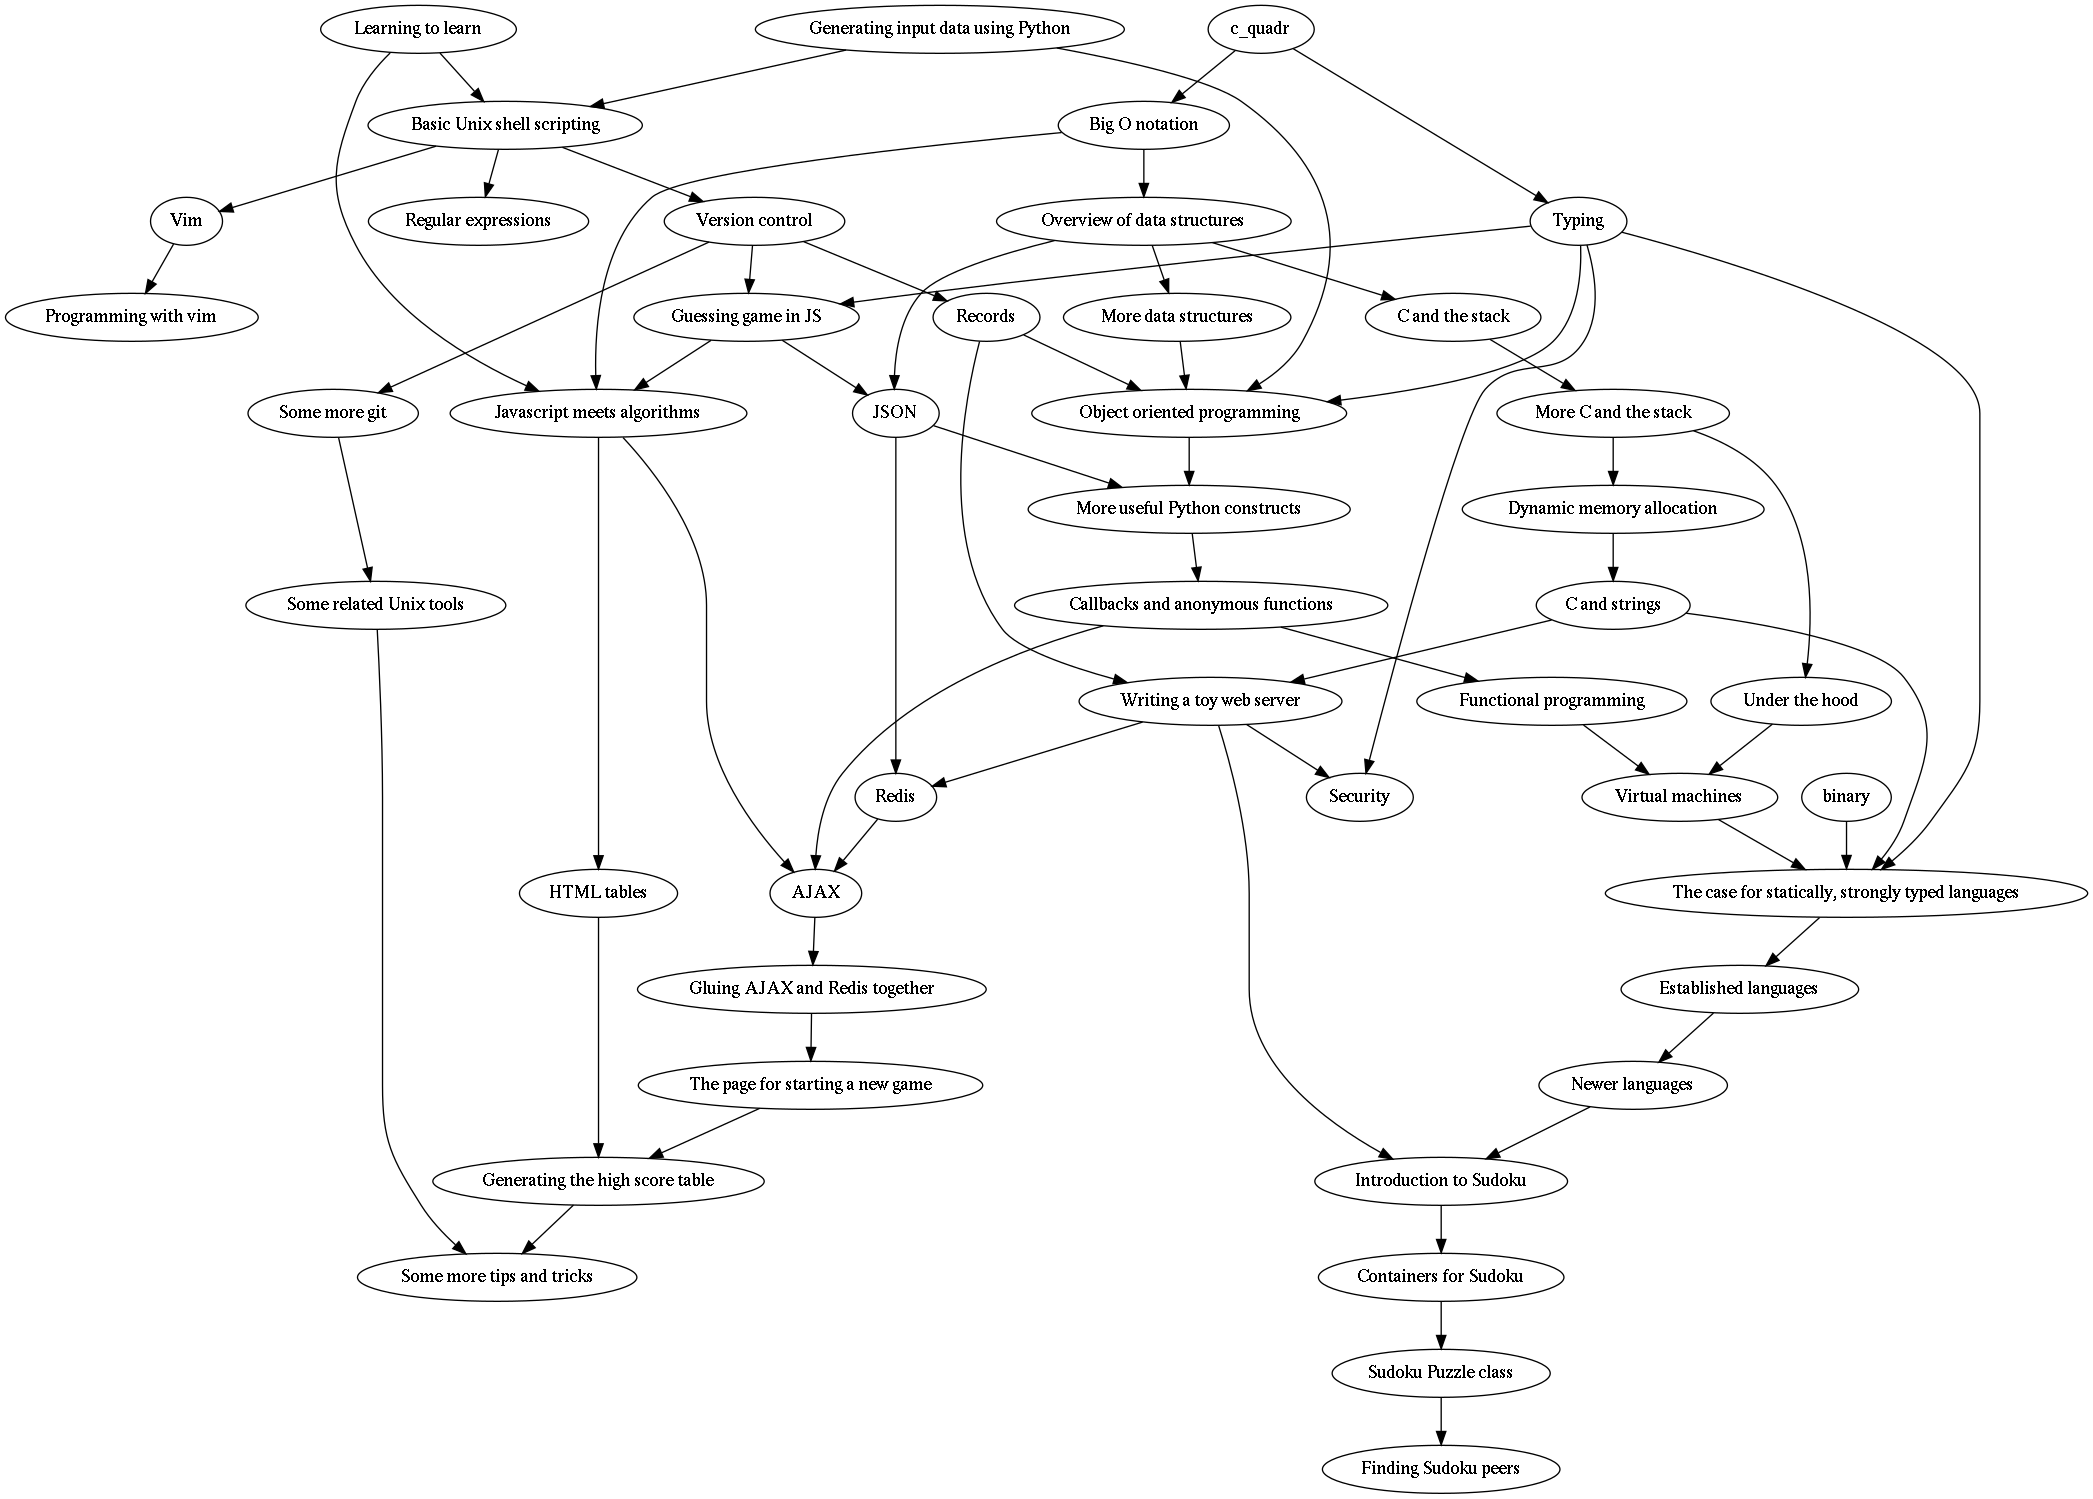 Learning to learn
Generating input data using Python
c_quadr
Basic Unix shell scripting
Big O notation
Vim
Regular expressions
Version control
Overview of data structures
Typing
Programming with vim
Guessing game in JS
Records
More data structures
C and the stack
Some more git
Javascript meets algorithms
JSON
Object oriented programming
More C and the stack
More useful Python constructs
Dynamic memory allocation
Some related Unix tools
Callbacks and anonymous functions
C and strings
Writing a toy web server
Functional programming
Under the hood
Redis
Security
Virtual machines
binary
HTML tables
AJAX
The case for statically, strongly typed languages
Gluing AJAX and Redis together
Established languages
The page for starting a new game
Newer languages
Generating the high score table
Introduction to Sudoku
Some more tips and tricks
Containers for Sudoku
Sudoku Puzzle class
Finding Sudoku peers